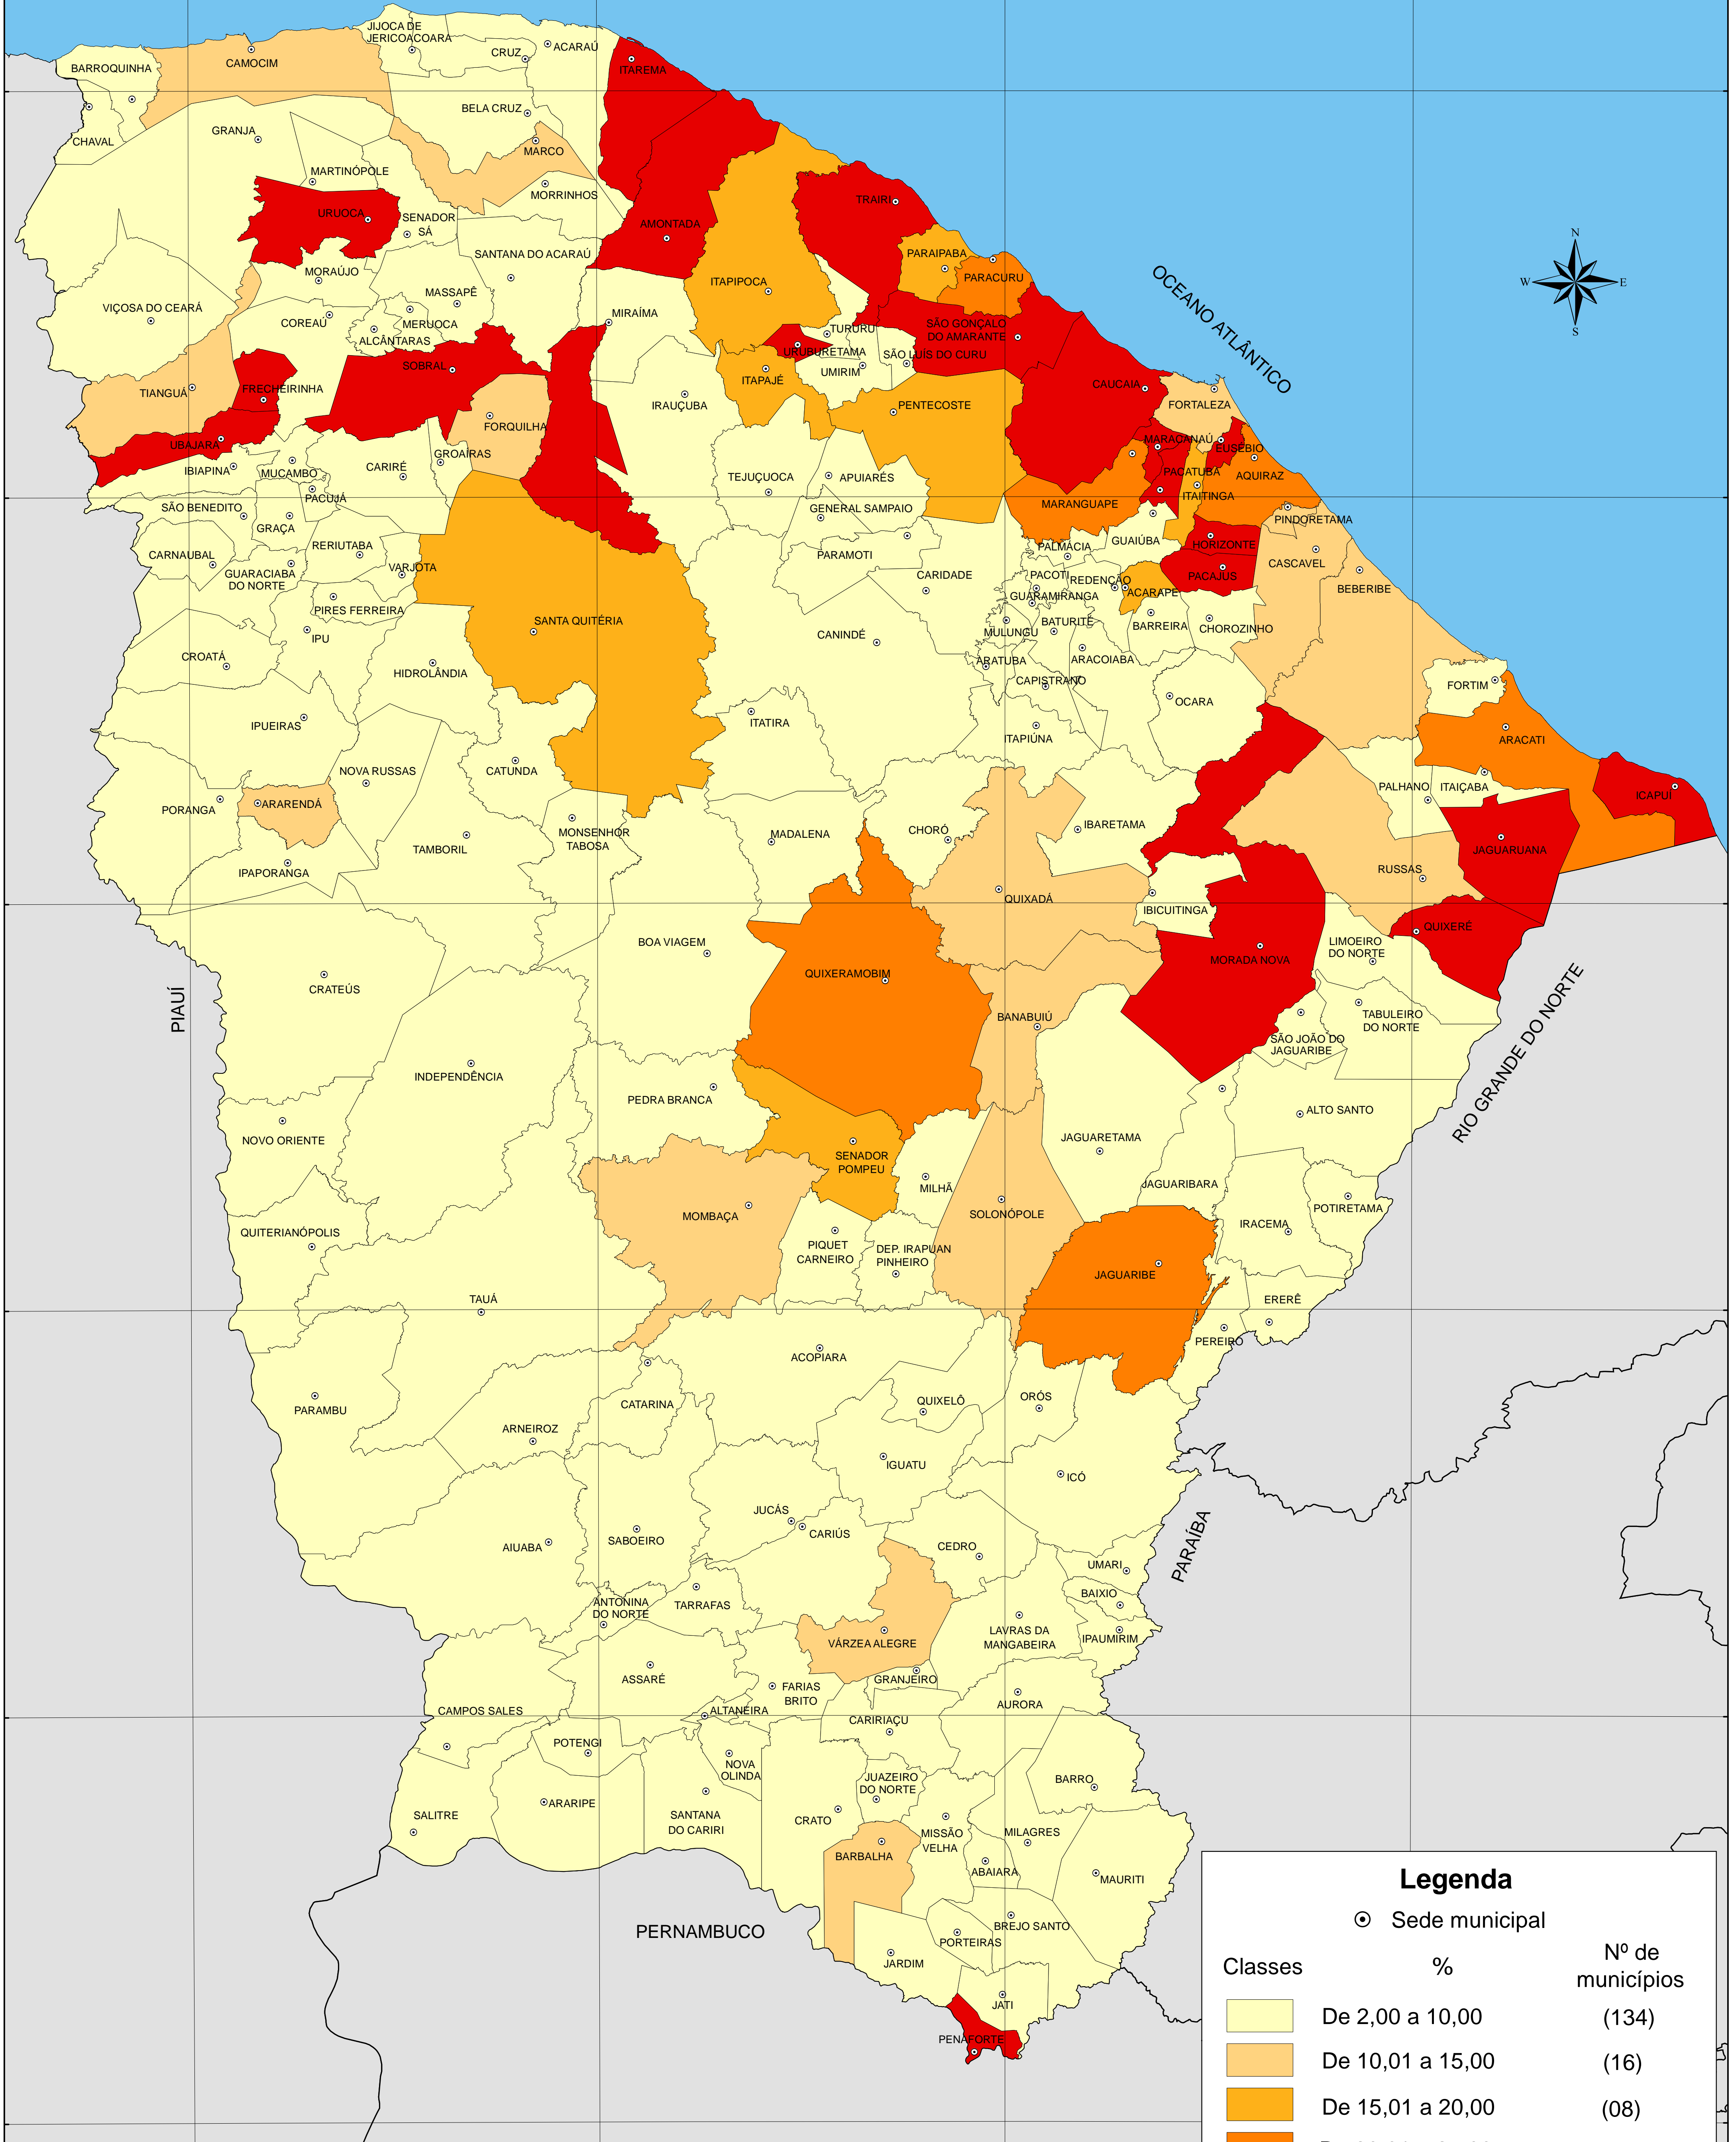 JIJOCA DE
JERICOACOARA
CRUZ
ACARAÚ
BARROQUINHA
CAMOCIM
ITAREMA
BELA CRUZ
CHAVAL
GRANJA
MARCO
MARTINÓPOLE
MORRINHOS
URUOCA
SENADOR
SÁ
TRAIRI
AMONTADA
SANTANA DO ACARAÚ
PARAIPABA
MORAÚJO
ITAPIPOCA
PARACURU
MASSAPÊ
VIÇOSA DO CEARÁ
MIRAÍMA
COREAÚ
MERUOCA
TURURU
SÃO GONÇALO
DO AMARANTE
ALCÂNTARAS
URUBURETAMA
SÃO LUÍS DO CURU
SOBRAL
UMIRIM
ITAPAJÉ
TIANGUÁ
FRECHEIRINHA
CAUCAIA
IRAUÇUBA
PENTECOSTE
FORTALEZA
FORQUILHA
MARACANAÚ
UBAJARA
EUSÉBIO
GROAÍRAS
IBIAPINA
MUCAMBO
CARIRÉ
PACATUBA
AQUIRAZ
TEJUÇUOCA
APUIARÉS
PACUJÁ
ITAITINGA
SÃO BENEDITO
GENERAL SAMPAIO
MARANGUAPE
GRAÇA
PINDORETAMA
CARNAUBAL
RERIUTABA
PARAMOTI
PALMÁCIA
GUAIÚBA
HORIZONTE
VARJOTA
GUARACIABA
DO NORTE
CARIDADE
PACOTI
REDENÇÃO
PACAJUS
CASCAVEL
BEBERIBE
GUARAMIRANGA
ACARAPE
PIRES FERREIRA
SANTA QUITÉRIA
BATURITÉ
BARREIRA
CHOROZINHO
IPU
CANINDÉ
MULUNGU
CROATÁ
ARATUBA
ARACOIABA
HIDROLÂNDIA
CAPISTRANO
FORTIM
OCARA
IPUEIRAS
ITATIRA
ITAPIÚNA
ARACATI
NOVA RUSSAS
CATUNDA
PALHANO
ITAIÇABA
ICAPUÍ
PORANGA
ARARENDÁ
MONSENHOR
TABOSA
MADALENA
CHORÓ
IBARETAMA
TAMBORIL
JAGUARUANA
IPAPORANGA
RUSSAS
QUIXADÁ
IBICUITINGA
QUIXERÉ
BOA VIAGEM
LIMOEIRO
DO NORTE
MORADA NOVA
QUIXERAMOBIM
CRATEÚS
BANABUIÚ
TABULEIRO
DO NORTE
SÃO JOÃO DO
JAGUARIBE
INDEPENDÊNCIA
PEDRA BRANCA
ALTO SANTO
NOVO ORIENTE
JAGUARETAMA
SENADOR
POMPEU
MILHÃ
JAGUARIBARA
POTIRETAMA
MOMBAÇA
SOLONÓPOLE
IRACEMA
QUITERIANÓPOLIS
PIQUET
CARNEIRO
DEP. IRAPUAN
PINHEIRO
JAGUARIBE
TAUÁ
ERERÊ
PEREIRO
ACOPIARA
PARAMBU
CATARINA
QUIXELÔ
ORÓS
ARNEIROZ
IGUATU
ICÓ
JUCÁS
CARIÚS
AIUABA
SABOEIRO
CEDRO
UMARI
BAIXIO
ANTONINA
DO NORTE
TARRAFAS
LAVRAS DA
MANGABEIRA
IPAUMIRIM
VÁRZEA ALEGRE
ASSARÉ
GRANJEIRO
FARIAS
BRITO
AURORA
CAMPOS SALES
ALTANEIRA
CARIRIAÇU
POTENGI
NOVA
OLINDA
JUAZEIRO
DO NORTE
BARRO
SALITRE
ARARIPE
SANTANA
DO CARIRI
CRATO
MISSÃO
VELHA
MILAGRES
BARBALHA
ABAIARA
MAURITI
BREJO SANTO
PORTEIRAS
JARDIM
JATI
PENAFORTE
OCEANO ATLÂNTICO
PIAUÍ
RIO GRANDE DO NORTE
PARAÍBA
PERNAMBUCO
N
W
E
S
Legenda
Sede municipal
Classes % Nº de
municípios
De 2,00 a 10,00 (134)
De 10,01 a 15,00 (16)
De 15,01 a 20,00 (08)